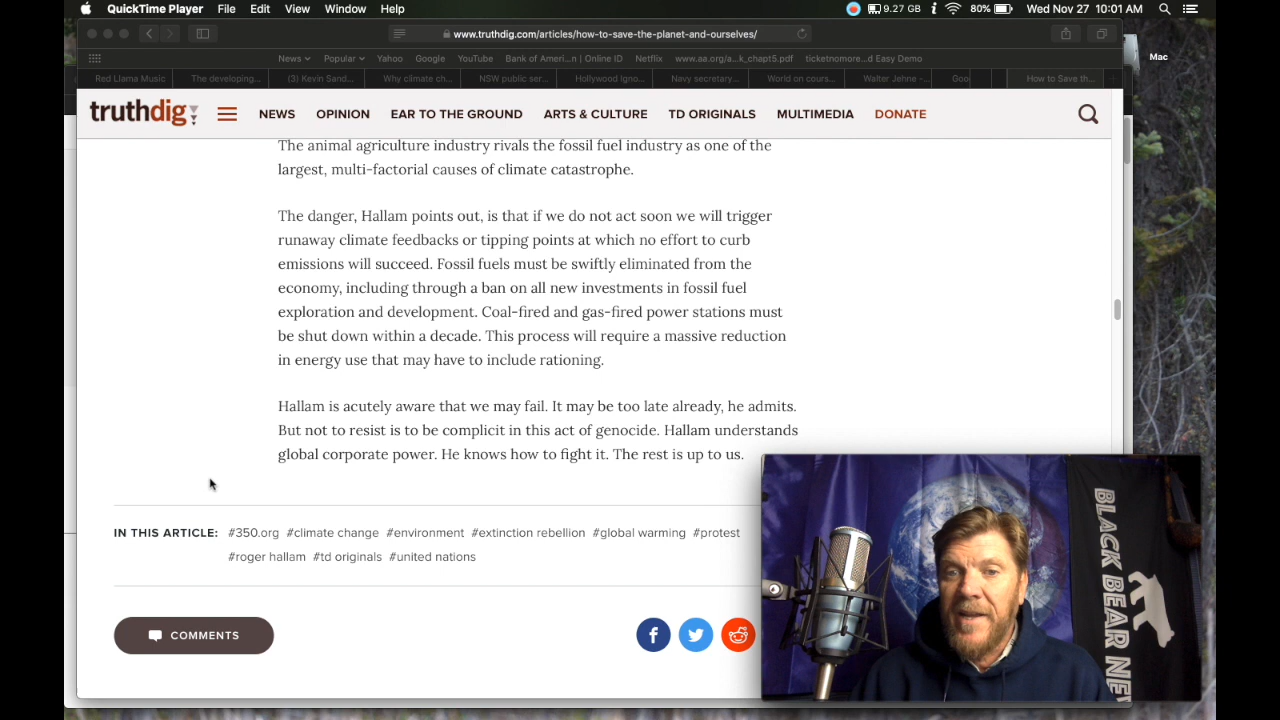 QuickTime Player File Edit View Window Help 9.27 GB 80% Wed Nov 27 10:01 AM
www.truthdig.com/articles/how-to-save-the-planet-and-ourselves/
News Popular Yahoo Google YouTube Bank of Ameri...n | Online ID Netflix www.aa.org/a...k_chapt5.pdf ticketnomore...d Easy Demo
Mac
Red Llama Music The developing... (3) Kevin Sand... Why climate ch... NSW public ser... Hollywood Igno... Navy secretary... World on cours... Walter Jehne -... Goo How to Save th...
truthdig NEWS OPINION EAR TO THE GROUND ARTS & CULTURE TD ORIGINALS MULTIMEDIA DONATE
The animal agriculture industry rivals the fossil fuel industry as one of the
largest, multi-factorial causes of climate catastrophe.
The danger, Hallam points out, is that if we do not act soon we will trigger
runaway climate feedbacks or tipping points at which no effort to curb
emissions will succeed. Fossil fuels must be swiftly eliminated from the
economy, including through a ban on all new investments in fossil fuel
exploration and development. Coal-fired and gas-fired power stations must
be shut down within a decade. This process will require a massive reduction
in energy use that may have to include rationing.
Hallam is acutely aware that we may fail. It may be too late already, he admits.
But not to resist is to be complicit in this act of genocide. Hallam understands
global corporate power. He knows how to fight it. The rest is up to us.
IN THIS ARTICLE: #350.org #climate change #environment #extinction rebellion #global warming #protest
#roger hallam #td originals #united nations
COMMENTS
BLACK BEAR NEW